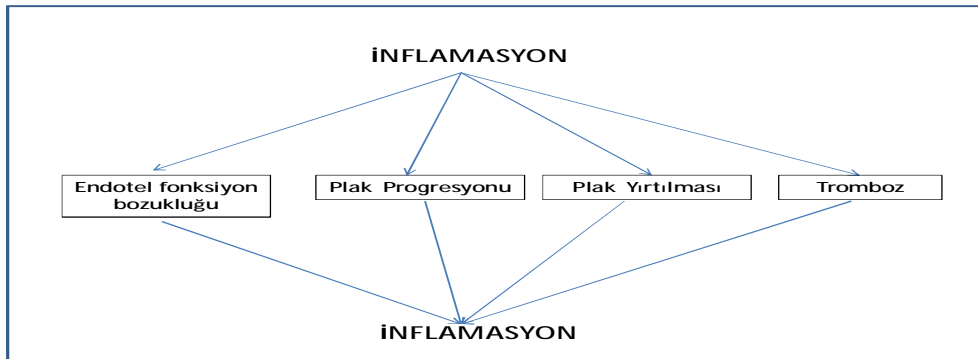 İNFLAMASYON
Endotel fonksiyon
bozukluğu
Plak Progresyonu
Plak Yırtılması
Tromboz
İNFLAMASYON